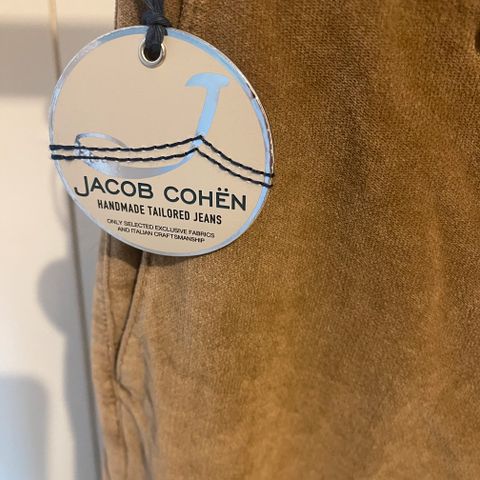 JACOB COHËN
HANDMADE TAILORED JEANS
ONLY SELECTED EXCLUSIVE FABRICS
AND ITALIAN CRAFTSMANSHIP